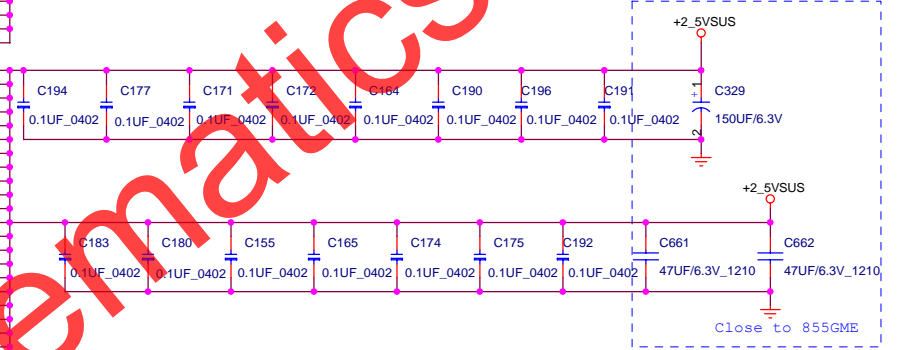 +2_5VSUS
C194 C177 C171 C172 C164 C190 C196 C191 + 1 C329
0.1UF_0402 0.1UF_0402 0.1UF_0402 0.1UF_0402 0.1UF_0402 0.1UF_0402 0.1UF_0402 0.1UF_0402 150UF/6.3V
2
+2_5VSUS
C183 C180 C155 C165 C174 C175 C192 C661 C662
0.1UF_0402 0.1UF_0402 0.1UF_0402 0.1UF_0402 0.1UF_0402 0.1UF_0402 0.1UF_0402 47UF/6.3V_1210 47UF/6.3V_1210
Close to 855GME
ematics